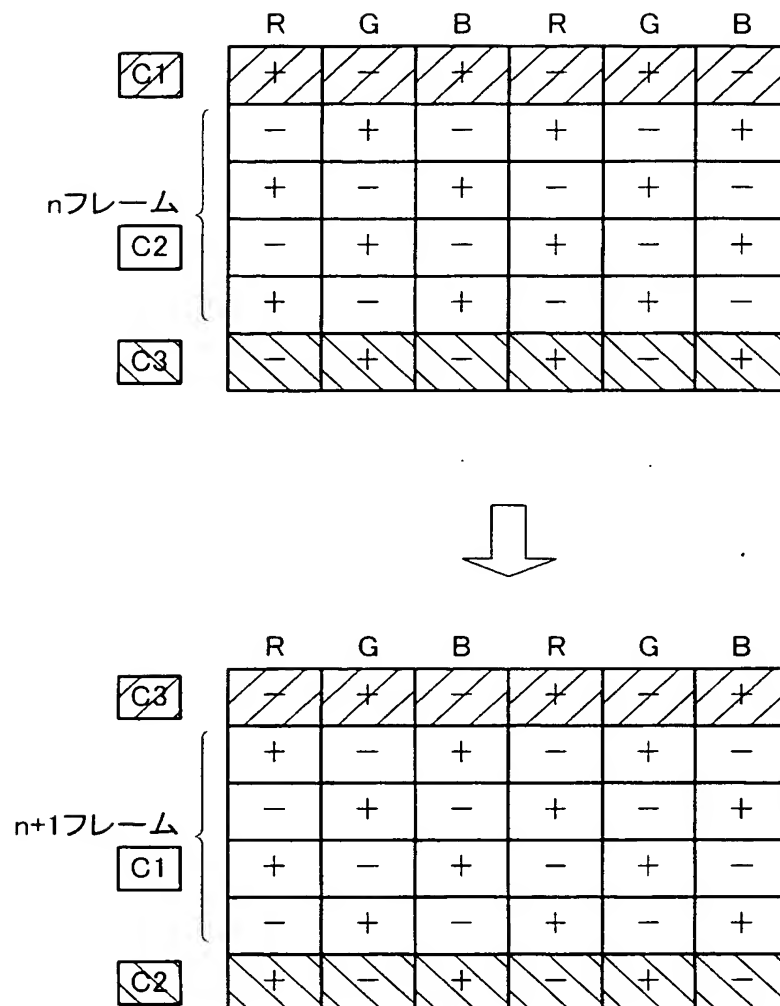 R G B R G B
C1 + − + − + −
− + − + − +
+ − + − + −
nフレーム
C2 − + − + − +
+ − + − + −
C3 − + − + − +
R G B R G B
C3 − + − + − +
+ − + − + −
− + − + − +
n+1フレーム
C1 + − + − + −
− + − + − +
C2 + − + − + −